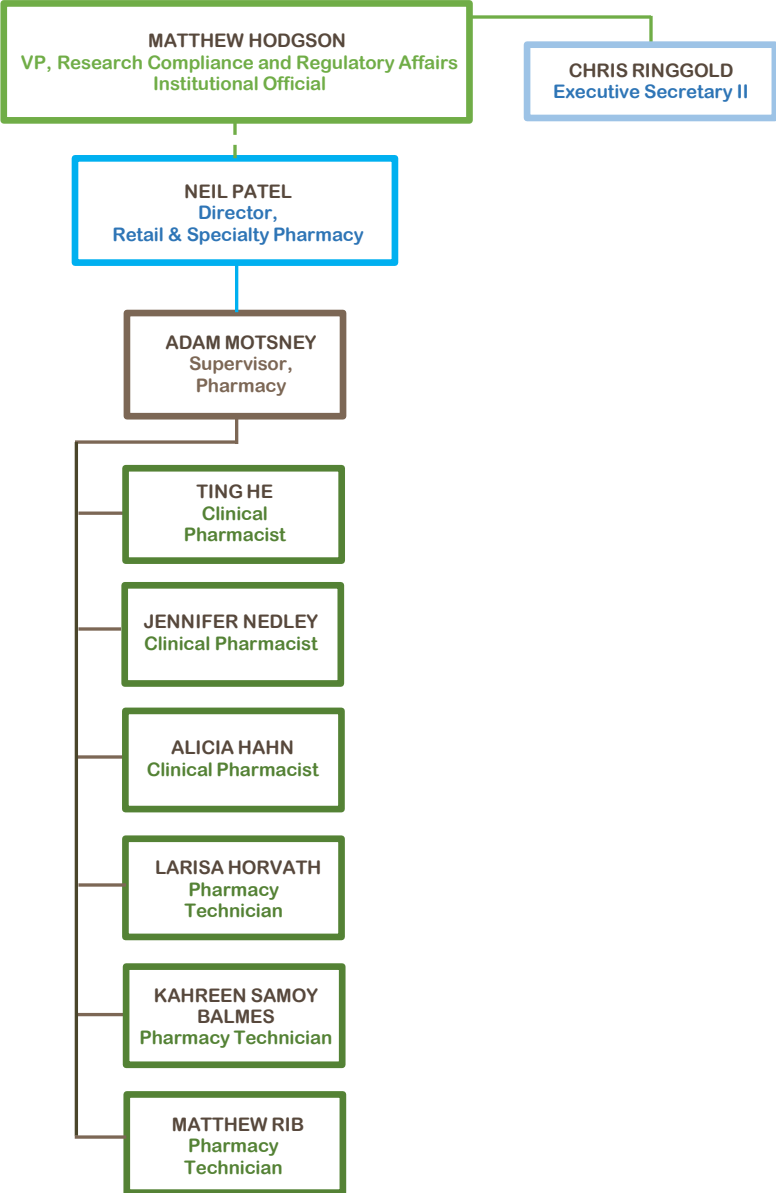 MATTHEW HODGSON
VP, Research Compliance and Regulatory Affairs
Institutional Official
CHRIS RINGGOLD
Executive Secretary II
NEIL PATEL
Director,
Retail & Specialty Pharmacy
ADAM MOTSNEY
Supervisor,
Pharmacy
TING HE
Clinical
Pharmacist
JENNIFER NEDLEY
Clinical Pharmacist
ALICIA HAHN
Clinical Pharmacist
LARISA HORVATH
Pharmacy
Technician
KAHREEN SAMOY
BALMES
Pharmacy Technician
MATTHEW RIB
Pharmacy
Technician